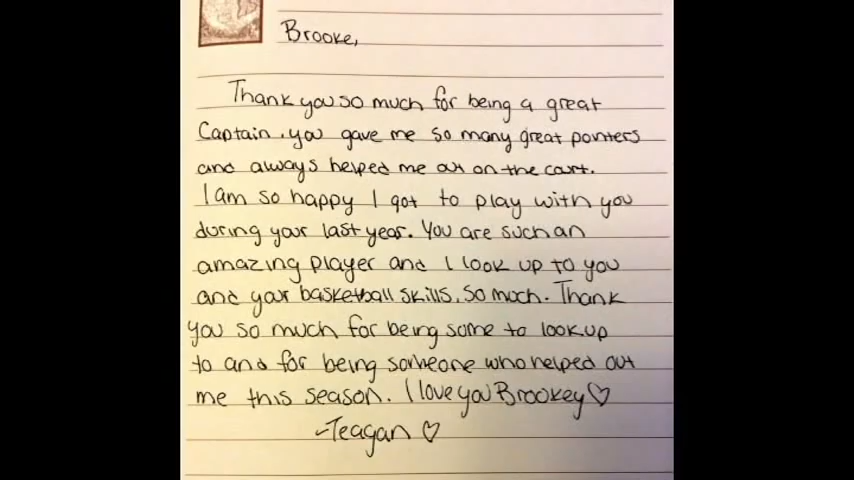 Brooke,
Thank you so much for being a great
Captain. you gave me so many great pointers
and always helped me out on the court.
I am so happy I got to play with you
during your last year. You are such an
amazing player and I look up to you
and your basketball skills. So much. Thank
you so much for being some to look up
to and for being someone who helped out
me this season. I love you Brookey♡
-Teagan ♡